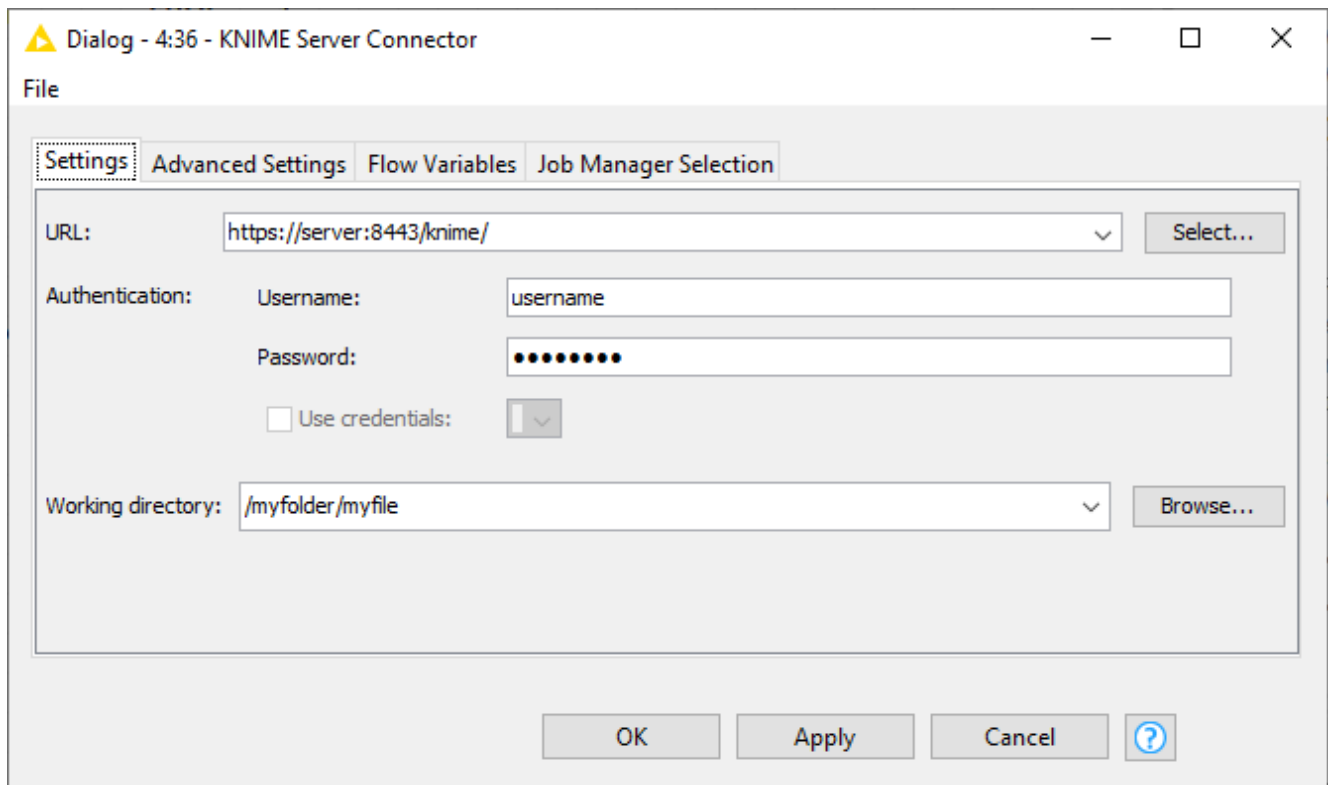 Dialog - 4:36 - KNIME Server Connector
File
Settings Advanced Settings Flow Variables Job Manager Selection
URL: https://server:8443/knime/ Select...
Authentication: Username: username
Password: ••••••••
Use credentials:
Working directory: /myfolder/myfile Browse...
OK Apply Cancel ?